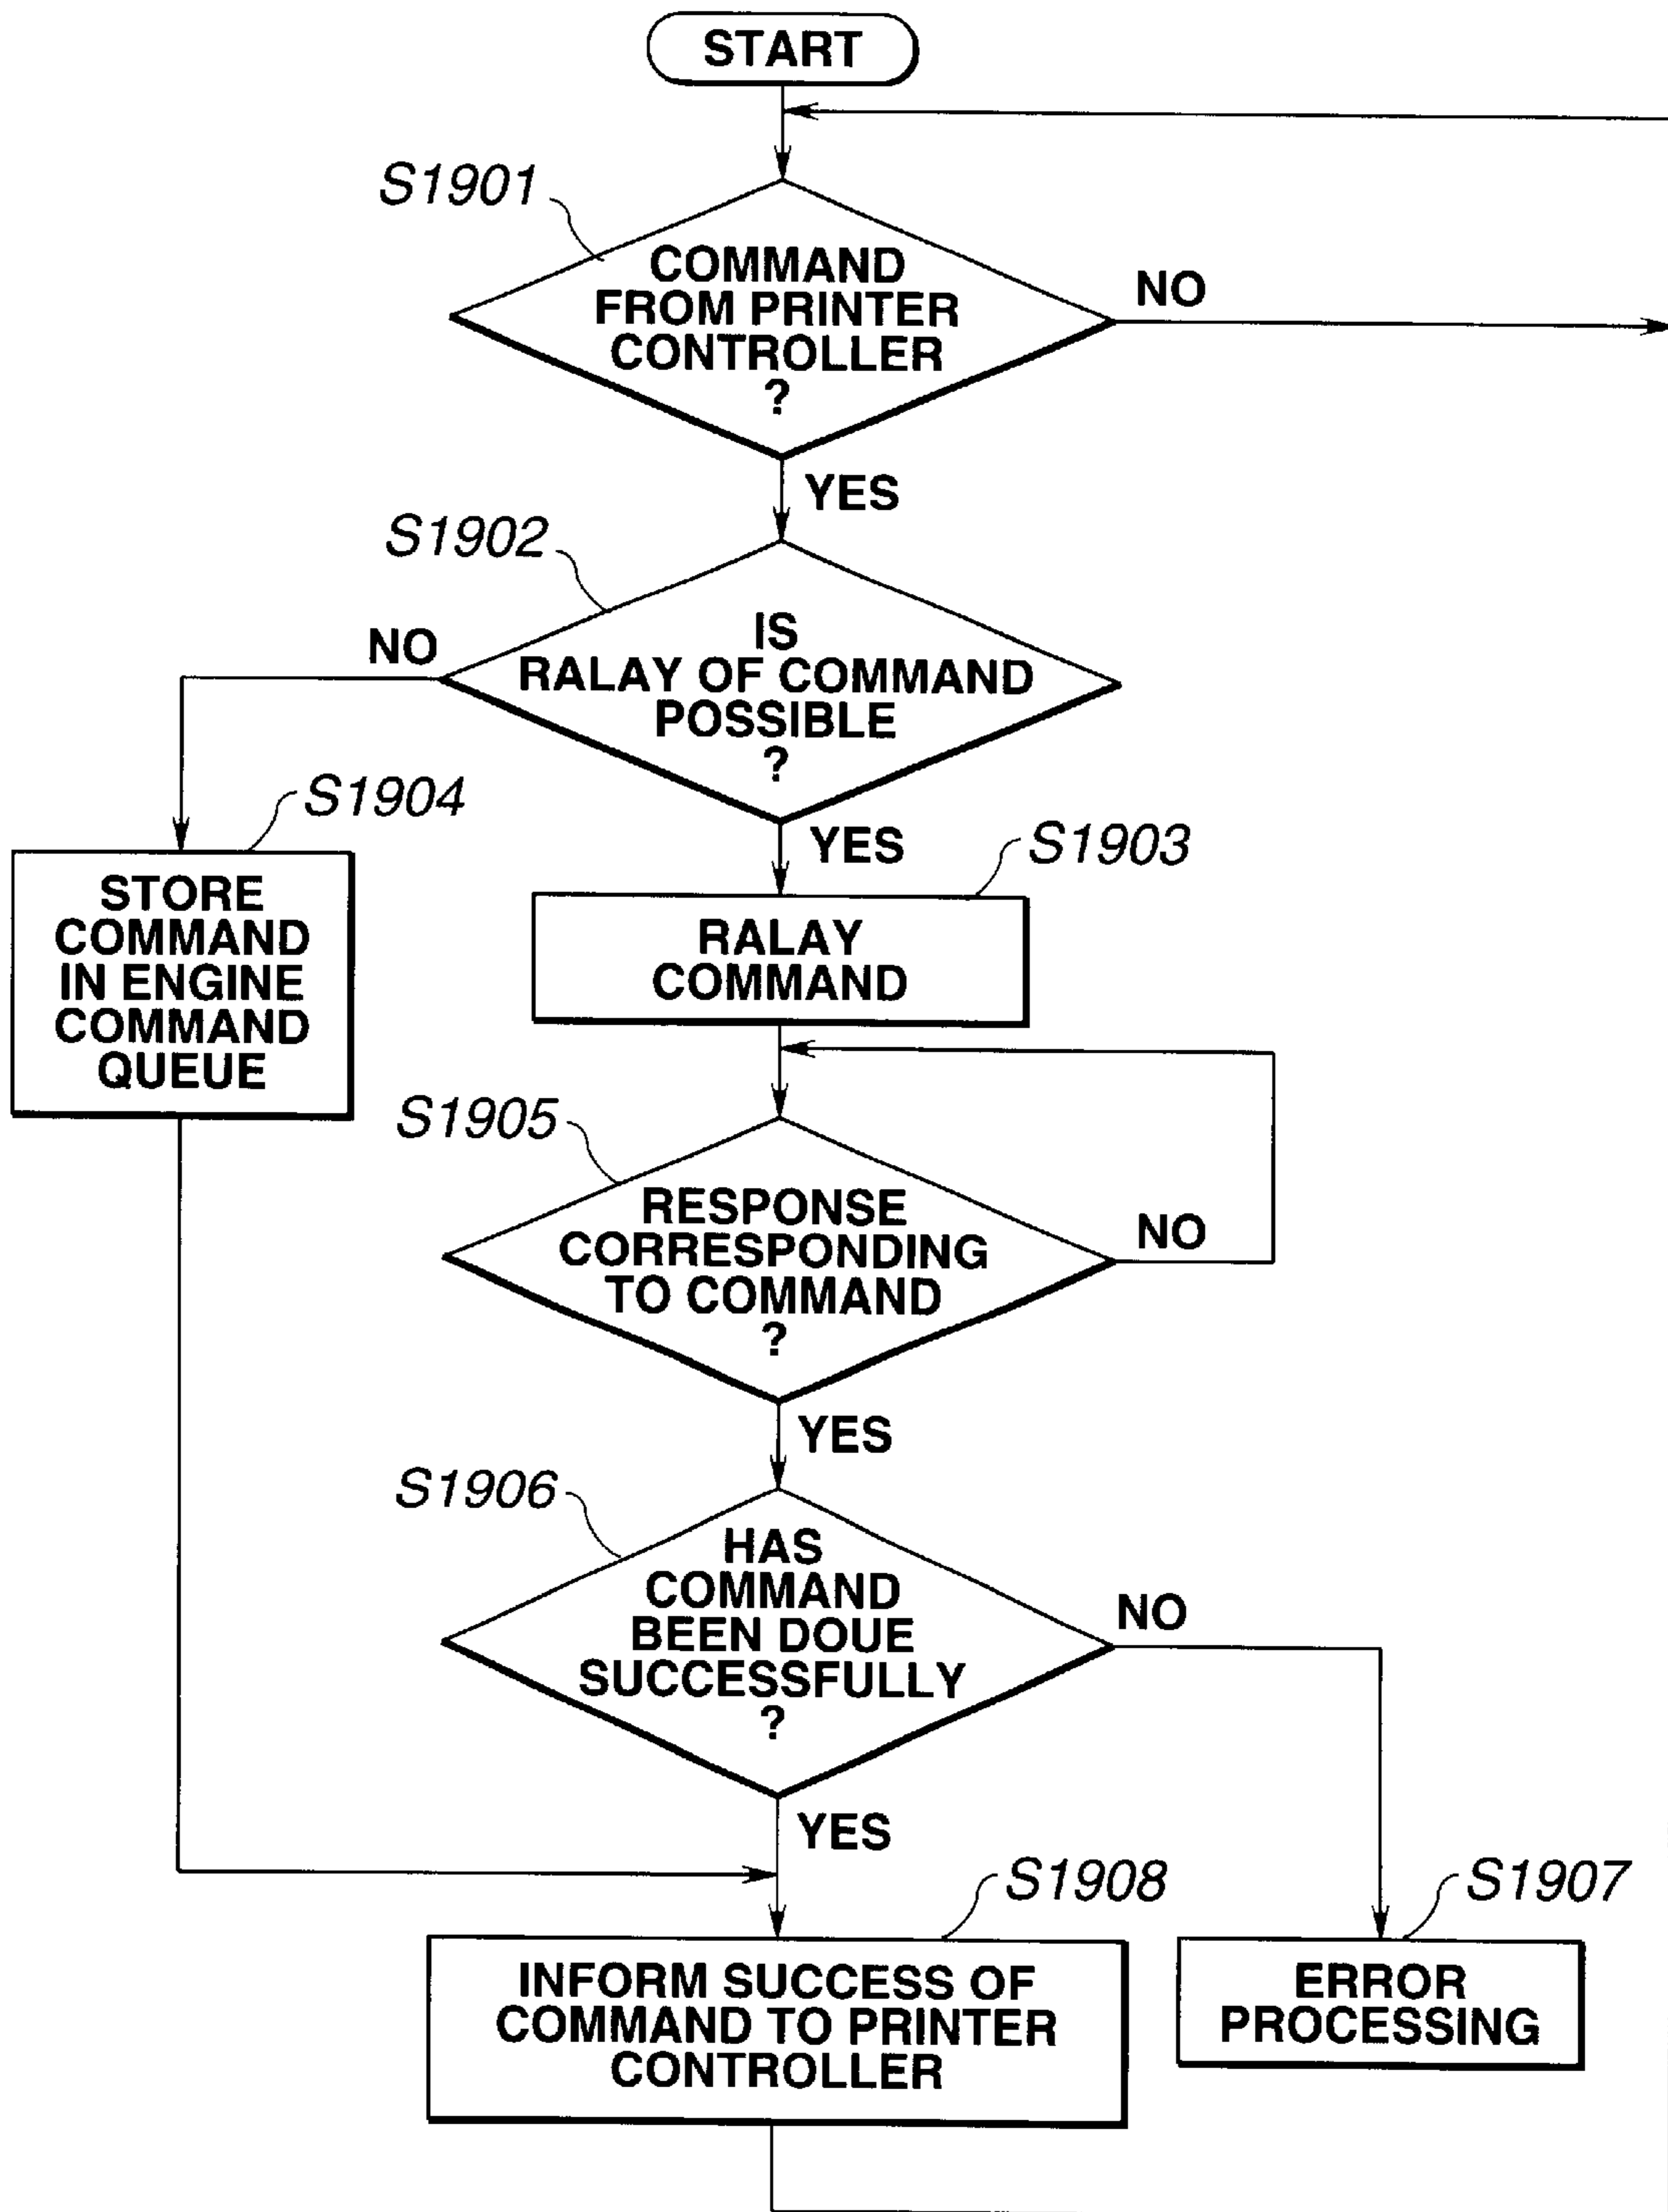 START
S1901
COMMAND
FROM PRINTER
CONTROLLER
?
NO
YES
S1902
IS
RALAY OF COMMAND
POSSIBLE
?
NO
YES
S1904
STORE
COMMAND
IN ENGINE
COMMAND
QUEUE
S1903
RALAY
COMMAND
S1905
RESPONSE
CORRESPONDING
TO COMMAND
?
NO
YES
S1906
HAS
COMMAND
BEEN DOUE
SUCCESSFULLY
?
NO
YES
S1908
INFORM SUCCESS OF
COMMAND TO PRINTER
CONTROLLER
S1907
ERROR
PROCESSING